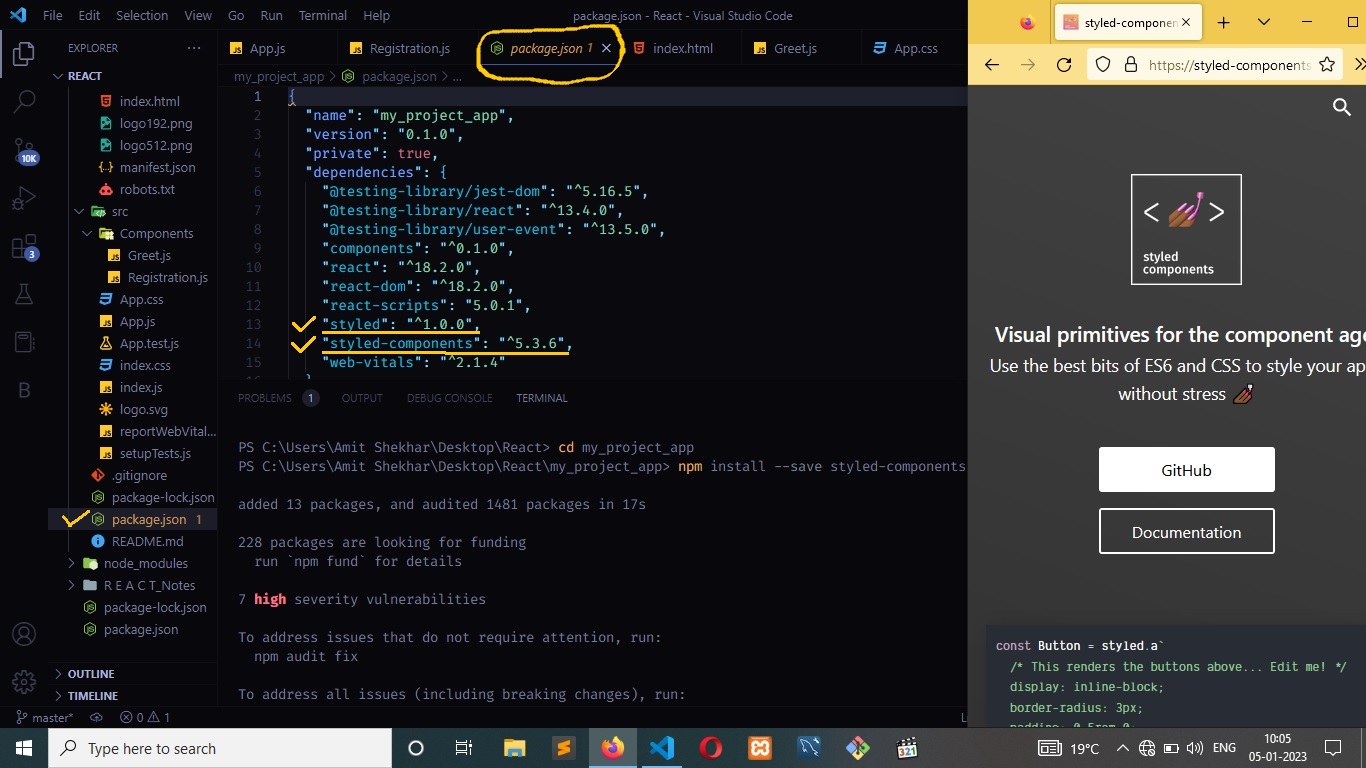 File Edit Selection View Go Run Terminal Help
package.json - React - Visual Studio Code
EXPLORER ...
REACT
index.html
logo192.png
logo512.png
manifest.json
robots.txt
src
Components
Greet.js
Registration.js
App.css
App.js
App.test.js
index.css
index.js
logo.svg
reportWebVital...
setupTests.js
.gitignore
package-lock.json
package.json 1
README.md
node_modules
R E A C T_Notes
package-lock.json
package.json
OUTLINE
TIMELINE
10K
3
App.js Registration.js package.json 1 index.html Greet.js App.css
my_project_app > package.json > ...
1 {
2 "name": "my_project_app",
3 "version": "0.1.0",
4 "private": true,
5 "dependencies": {
6 "@testing-library/jest-dom": "^5.16.5",
7 "@testing-library/react": "^13.4.0",
8 "@testing-library/user-event": "^13.5.0",
9 "components": "^0.1.0",
10 "react": "^18.2.0",
11 "react-dom": "^18.2.0",
12 "react-scripts": "5.0.1",
13 "styled": "^1.0.0",
14 "styled-components": "^5.3.6",
15 "web-vitals": "^2.1.4"
PROBLEMS 1 OUTPUT DEBUG CONSOLE TERMINAL
PS C:\Users\Amit Shekhar\Desktop\React> cd my_project_app
PS C:\Users\Amit Shekhar\Desktop\React\my_project_app> npm install --save styled-components
added 13 packages, and audited 1481 packages in 17s
228 packages are looking for funding
run `npm fund` for details
7 high severity vulnerabilities
To address issues that do not require attention, run:
npm audit fix
To address all issues (including breaking changes), run:
master* 0 1
styled-componen
https://styled-components
< >
styled
components
Visual primitives for the component age
Use the best bits of ES6 and CSS to style your ap
without stress
GitHub
Documentation
const Button = styled.a`
/* This renders the buttons above... Edit me! */
display: inline-block;
border-radius: 3px;
Type here to search
321
19°C ENG
10:05
05-01-2023